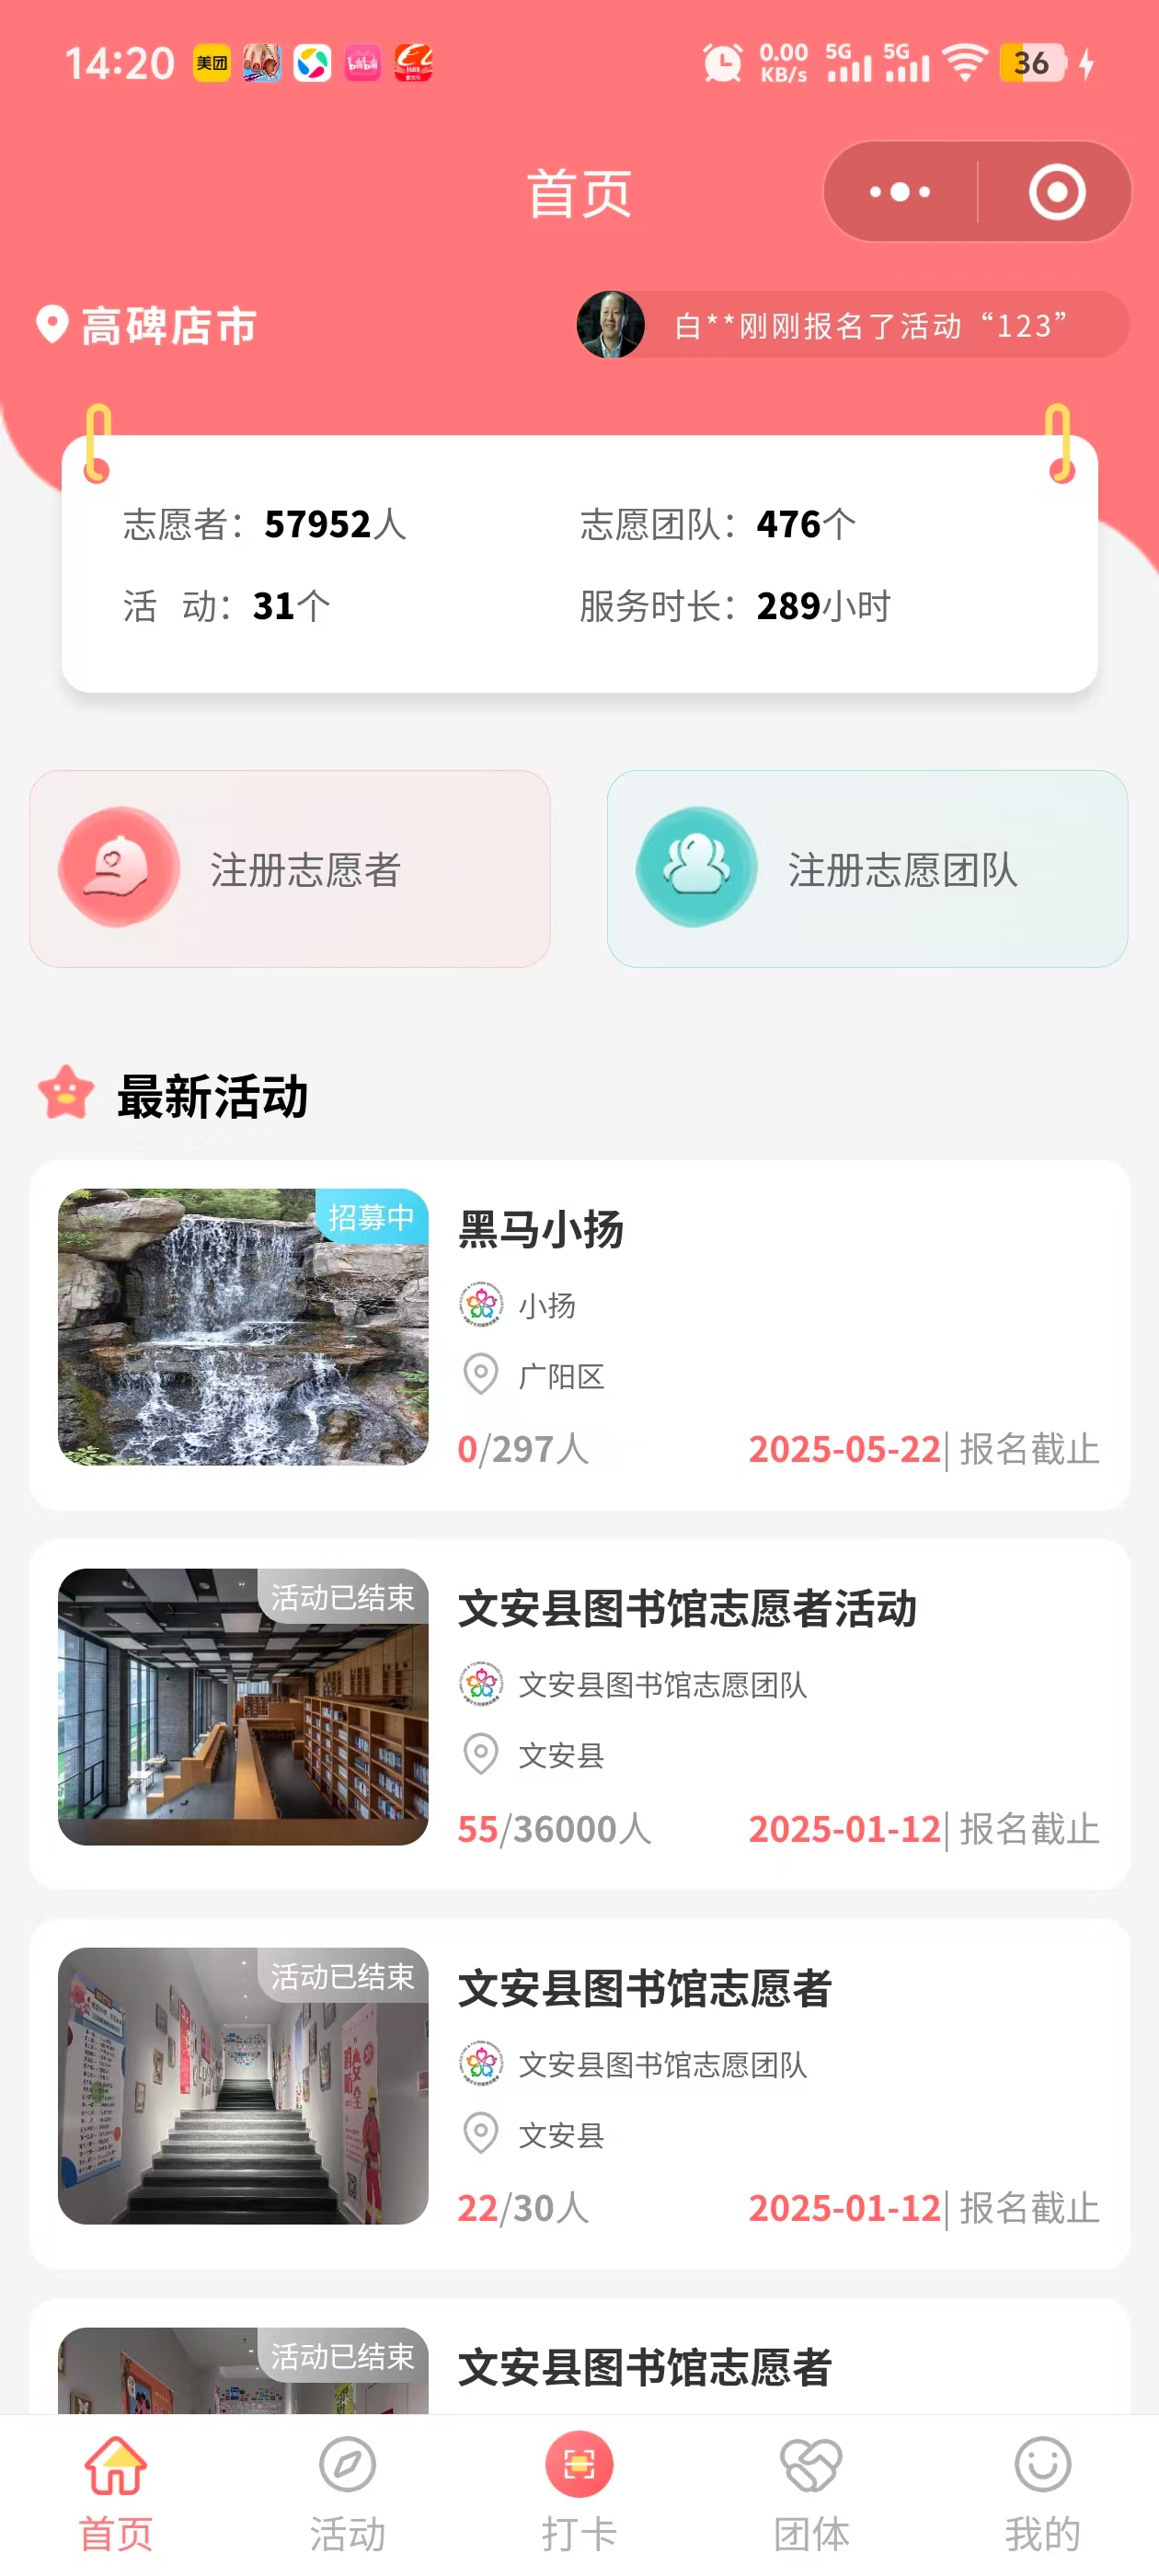 14:20 美团 0.00 KB/s 5G 5G 36
首页
高碑店市 白**刚刚报名了活动“123”
志愿者：57952人 志愿团队：476个
活 动：31个 服务时长：289小时
注册志愿者 注册志愿团队
最新活动
招募中
黑马小扬
小扬
广阳区
0/297人 2025-05-22| 报名截止
活动已结束
文安县图书馆志愿者活动
文安县图书馆志愿团队
文安县
55/36000人 2025-01-12| 报名截止
活动已结束
文安县图书馆志愿者
文安县图书馆志愿团队
文安县
22/30人 2025-01-12| 报名截止
活动已结束
文安县图书馆志愿者
首页 活动 打卡 团体 我的